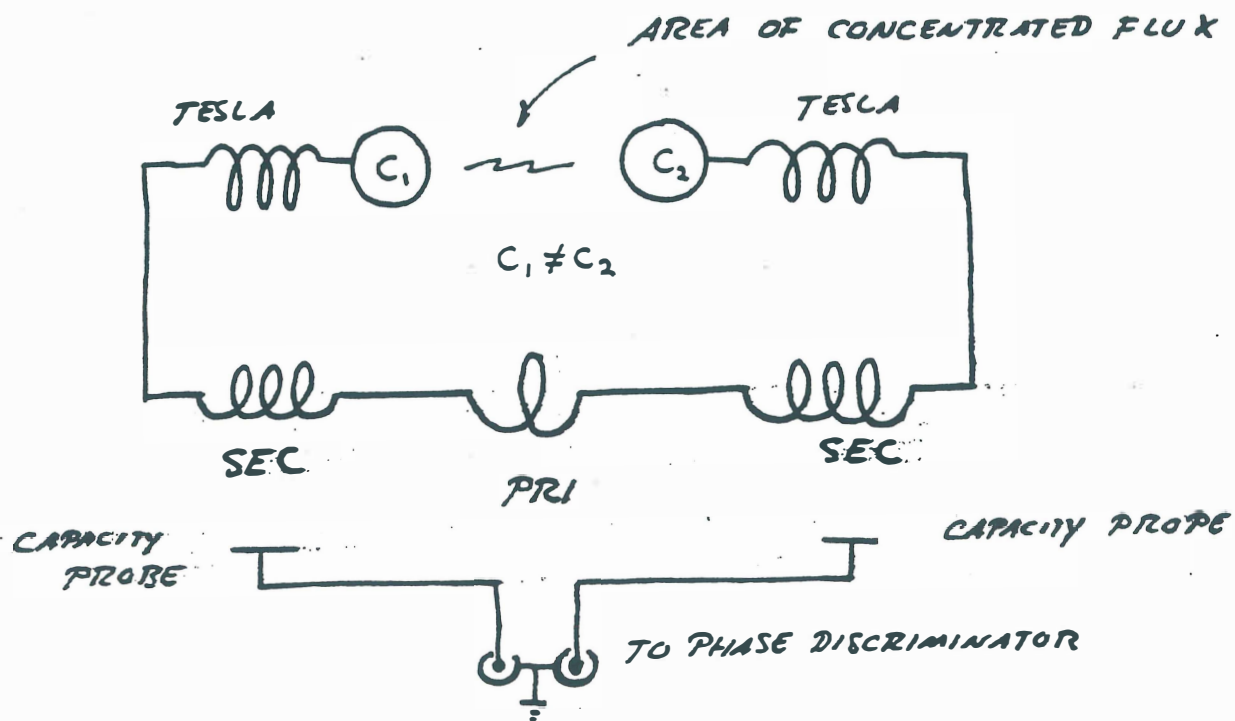 AREA OF CONCENTRATED FLUX
TESLA
TESLA
C₁
C₂
C₁ ≠ C₂
SEC
SEC
PRI
CAPACITY
PROBE
CAPACITY PROPE
TO PHASE DISCRIMINATOR